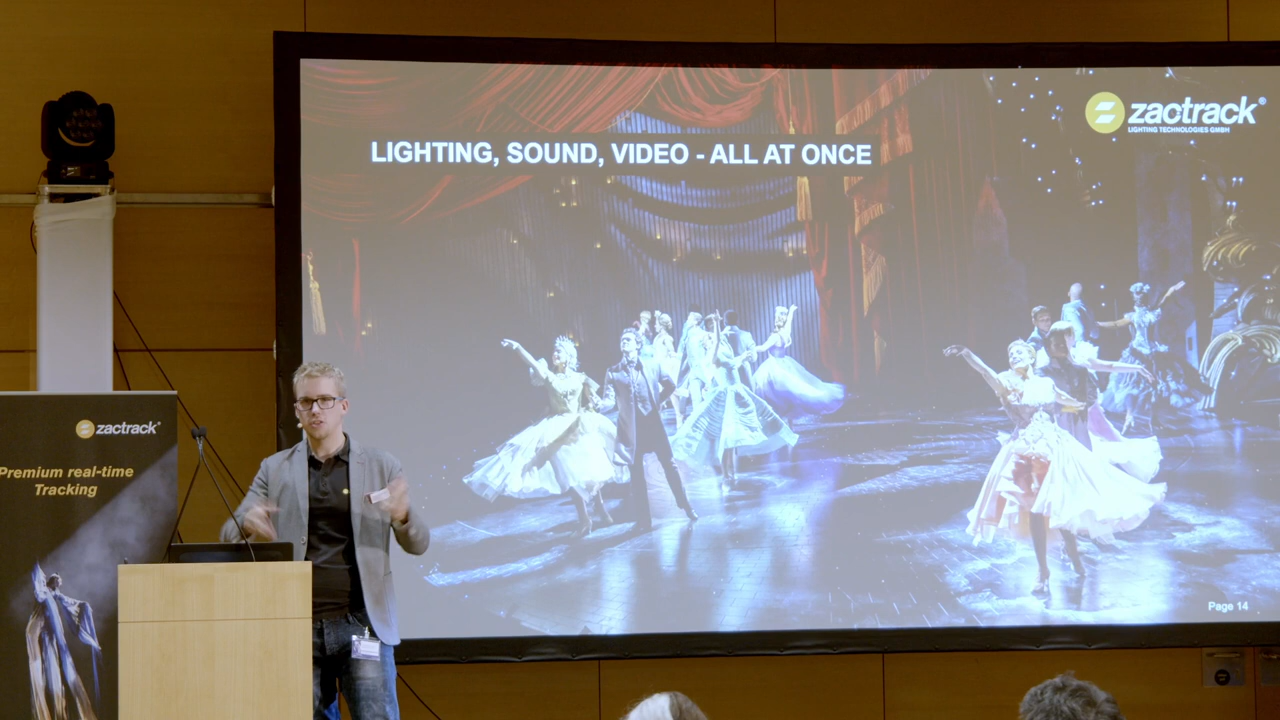 zactrack®
LIGHTING TECHNOLOGIES GMBH
LIGHTING, SOUND, VIDEO - ALL AT ONCE
zactrack®
Premium real-time
Tracking
Page 14